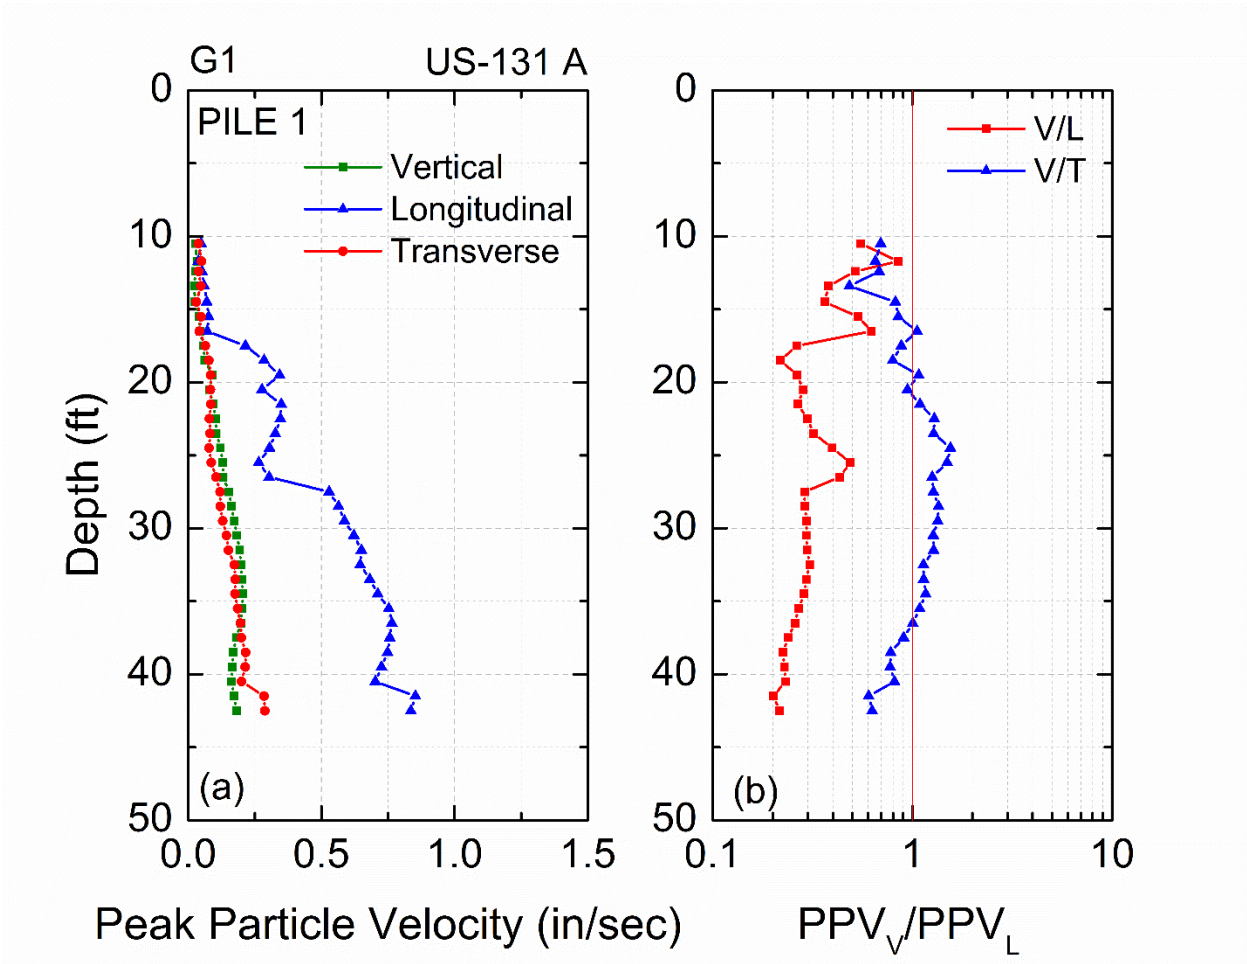 G1 US-131 A
PILE 1
Vertical
Longitudinal
Transverse
0
10
20
30
40
50
Depth (ft)
(a)
0.0 0.5 1.0 1.5
Peak Particle Velocity (in/sec)
V/L
V/T
0
10
20
30
40
50
(b)
0.1 1 10
PPVV/PPVL